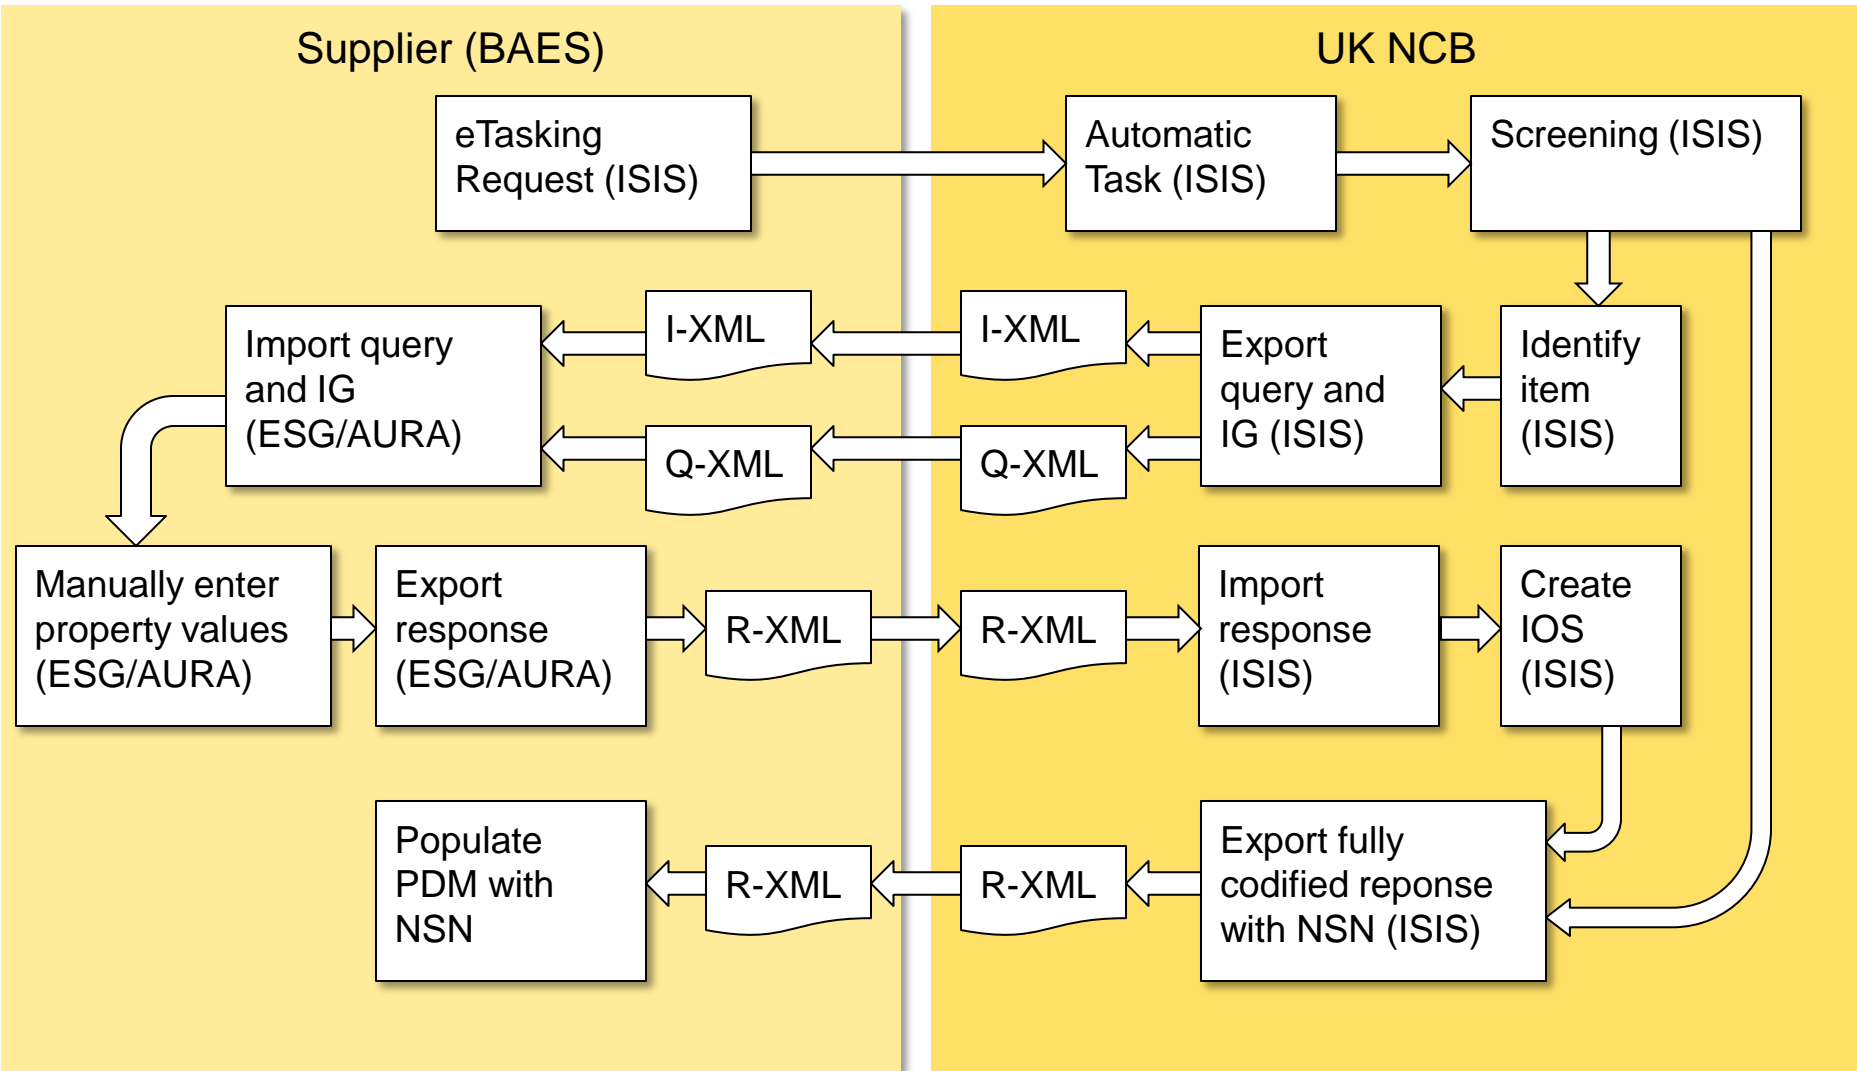 Supplier (BAES)
UK NCB
eTasking
Request (ISIS)
Automatic
Task (ISIS)
Screening (ISIS)
Import query
and IG
(ESG/AURA)
I-XML
I-XML
Q-XML
Q-XML
Export
query and
IG (ISIS)
Identify
item
(ISIS)
Manually enter
property values
(ESG/AURA)
Export
response
(ESG/AURA)
R-XML
R-XML
Import
response
(ISIS)
Create
IOS
(ISIS)
Populate
PDM with
NSN
R-XML
R-XML
Export fully
codified reponse
with NSN (ISIS)